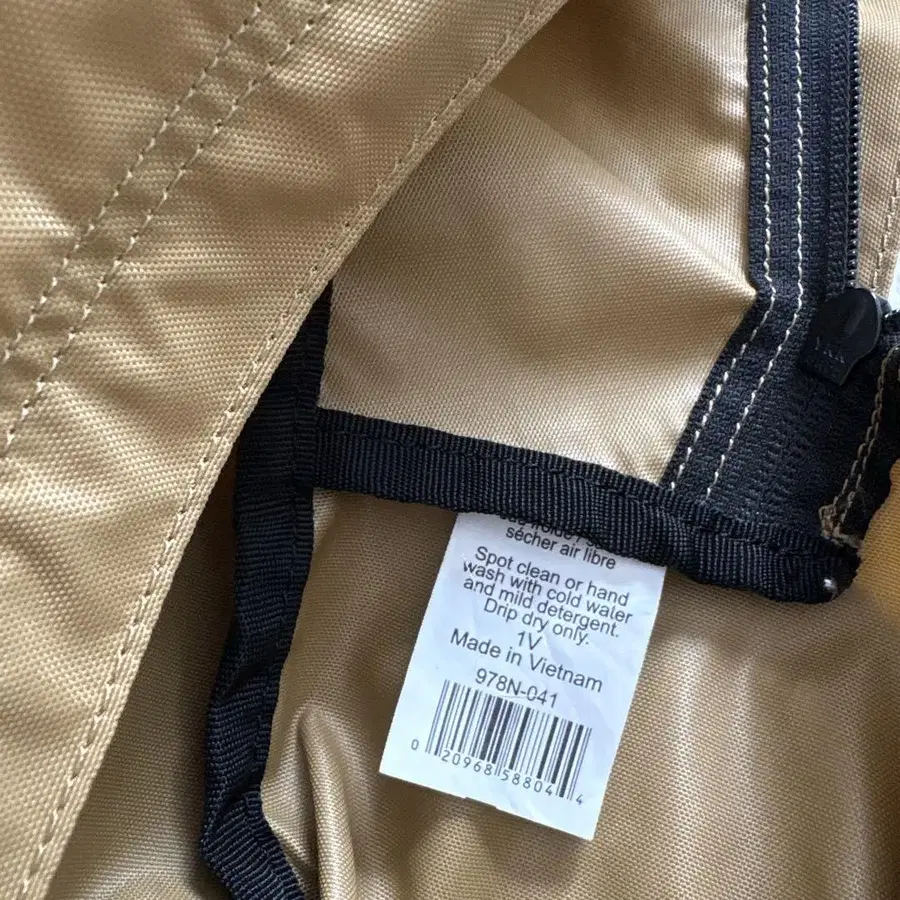 sécher air libre
Spot clean or hand
wash with cold water
and mild detergent.
Drip dry only.
1V
Made in Vietnam
978N-041
0 20968 58804 4